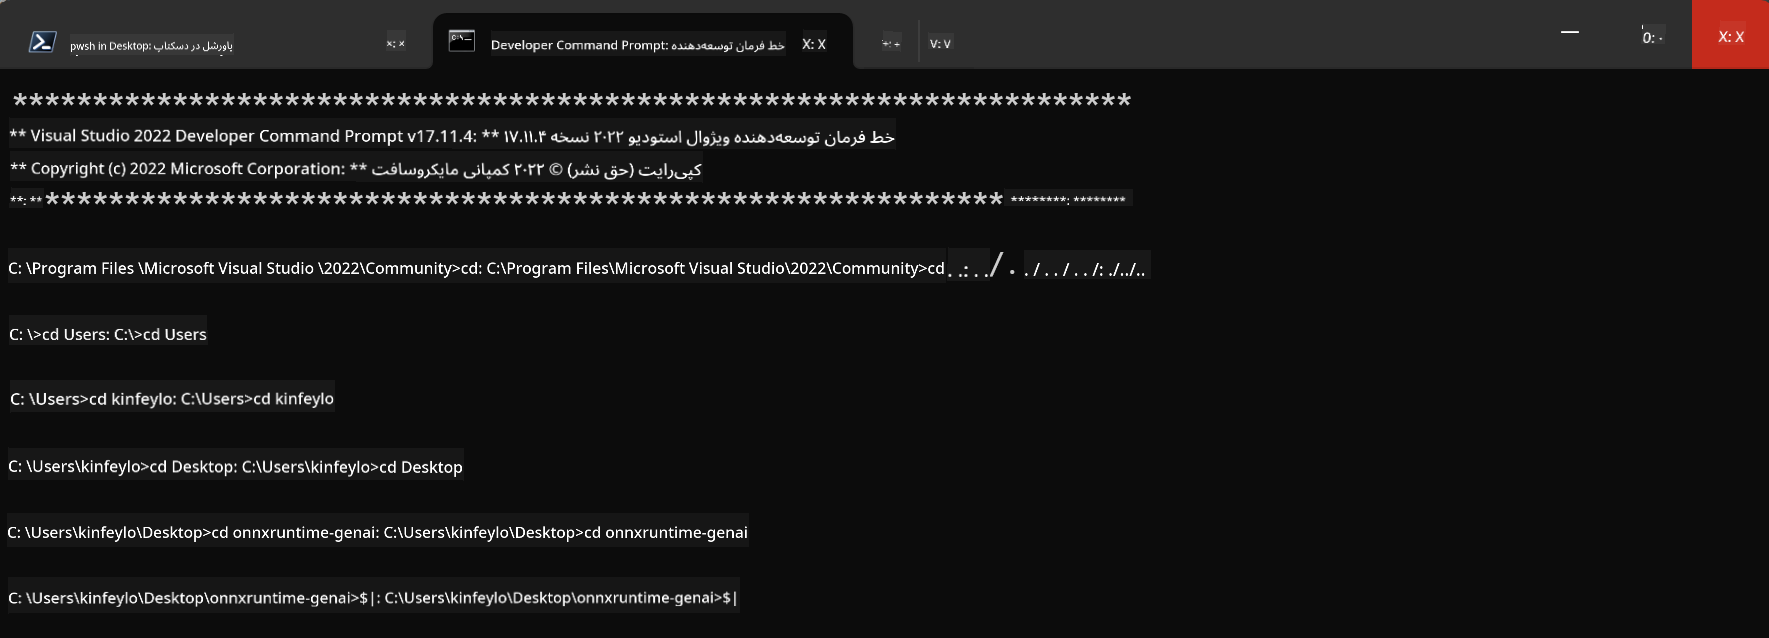 pwsh in Desktop: پاورشل در دسکتاپ
×: ×
Developer Command Prompt: خط فرمان توسعه‌دهنده
X: X
+: +
V: V
—
X: X
**********************************************************************
** Visual Studio 2022 Developer Command Prompt v17.11.4: ** خط فرمان توسعه‌دهنده ویژوال استودیو ۲۰۲۲ نسخه ۱۷.۱۱.۴
** Copyright (c) 2022 Microsoft Corporation: ** کپی‌رایت (حق نشر) © ۲۰۲۲ کمپانی مایکروسافت
**: ************************************************************** ********: ********
C: \Program Files \Microsoft Visual Studio \2022\Community>cd: C:\Program Files\Microsoft Visual Studio\2022\Community>cd . .: . ./ . . / . . / . . /: ./../..
C: \>cd Users: C:\>cd Users
C: \Users>cd kinfeylo: C:\Users>cd kinfeylo
C: \Users\kinfeylo>cd Desktop: C:\Users\kinfeylo>cd Desktop
C: \Users\kinfeylo\Desktop>cd onnxruntime-genai: C:\Users\kinfeylo\Desktop>cd onnxruntime-genai
C: \Users\kinfeylo\Desktop\onnxruntime-genai>$|: C:\Users\kinfeylo\Desktop\onnxruntime-genai>$|